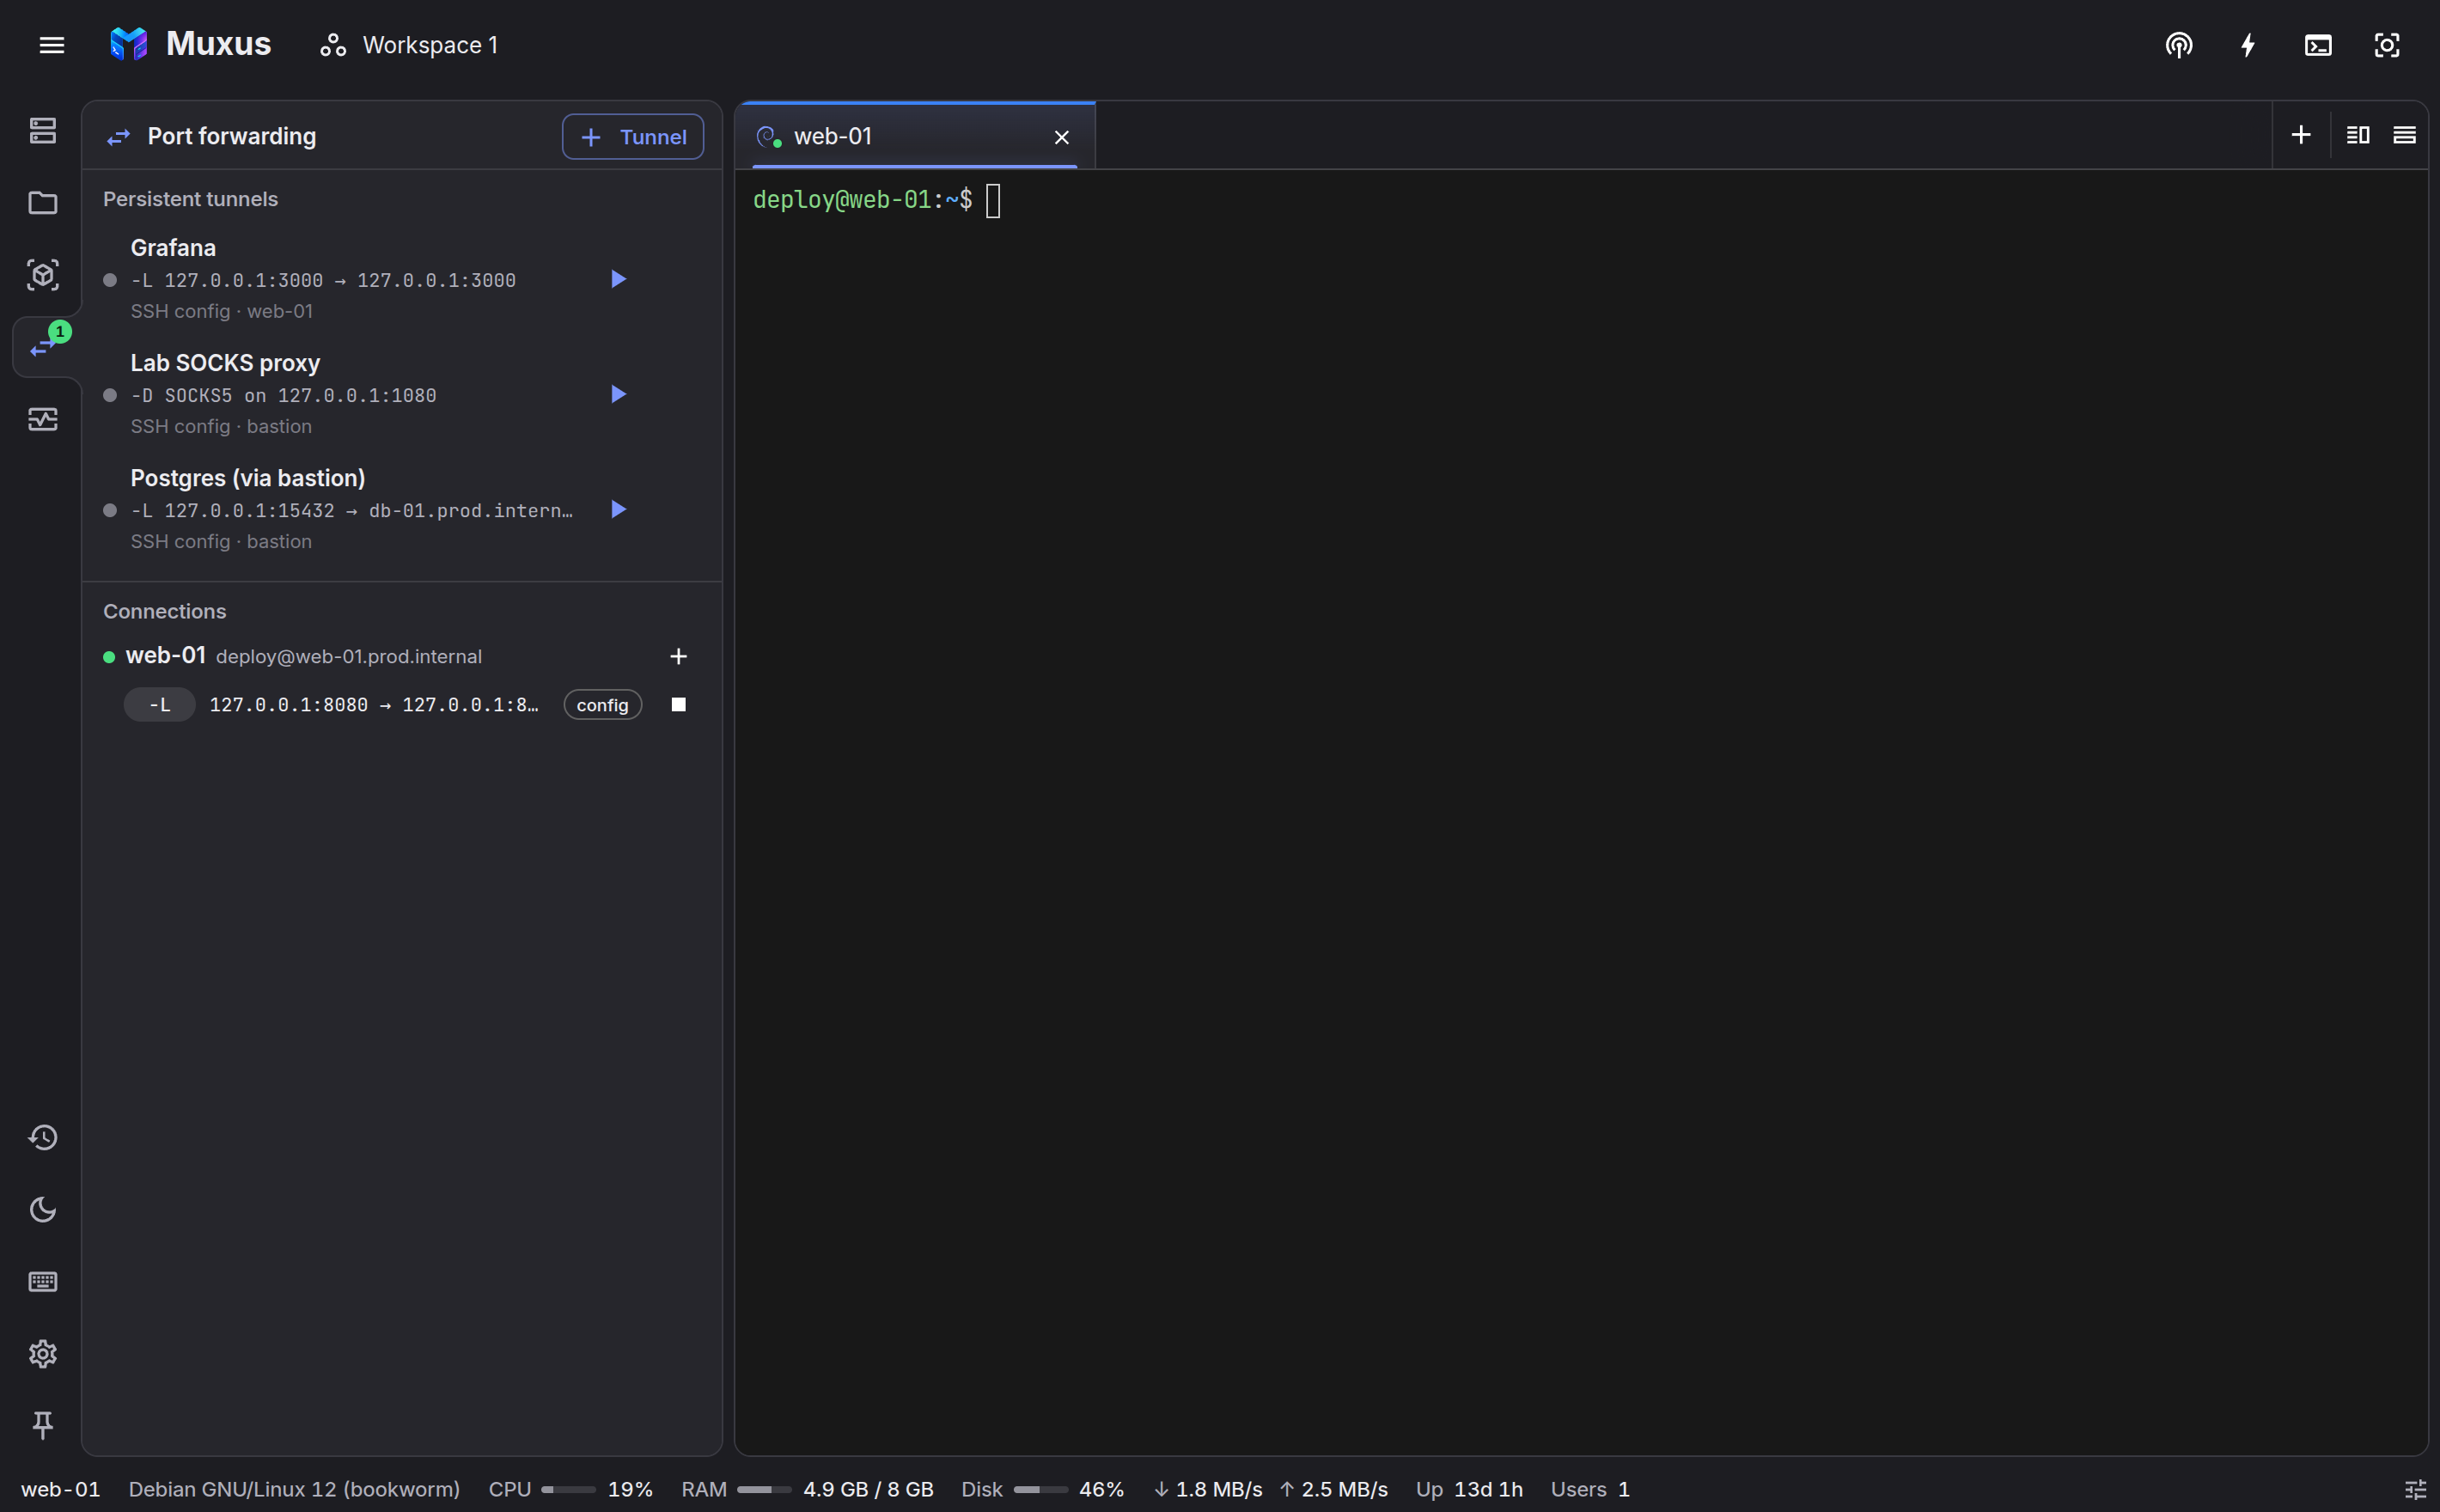 Muxus
Workspace 1
Port forwarding
Tunnel
web-01
Persistent tunnels
Grafana
-L 127.0.0.1:3000 → 127.0.0.1:3000
SSH config · web-01
1
Lab SOCKS proxy
-D SOCKS5 on 127.0.0.1:1080
SSH config · bastion
Postgres (via bastion)
-L 127.0.0.1:15432 → db-01.prod.intern…
SSH config · bastion
Connections
web-01 deploy@web-01.prod.internal
-L 127.0.0.1:8080 → 127.0.0.1:8… config
deploy@web-01:~$
web-01 Debian GNU/Linux 12 (bookworm) CPU 19% RAM 4.9 GB / 8 GB Disk 46% ↓ 1.8 MB/s ↑ 2.5 MB/s Up 13d 1h Users 1